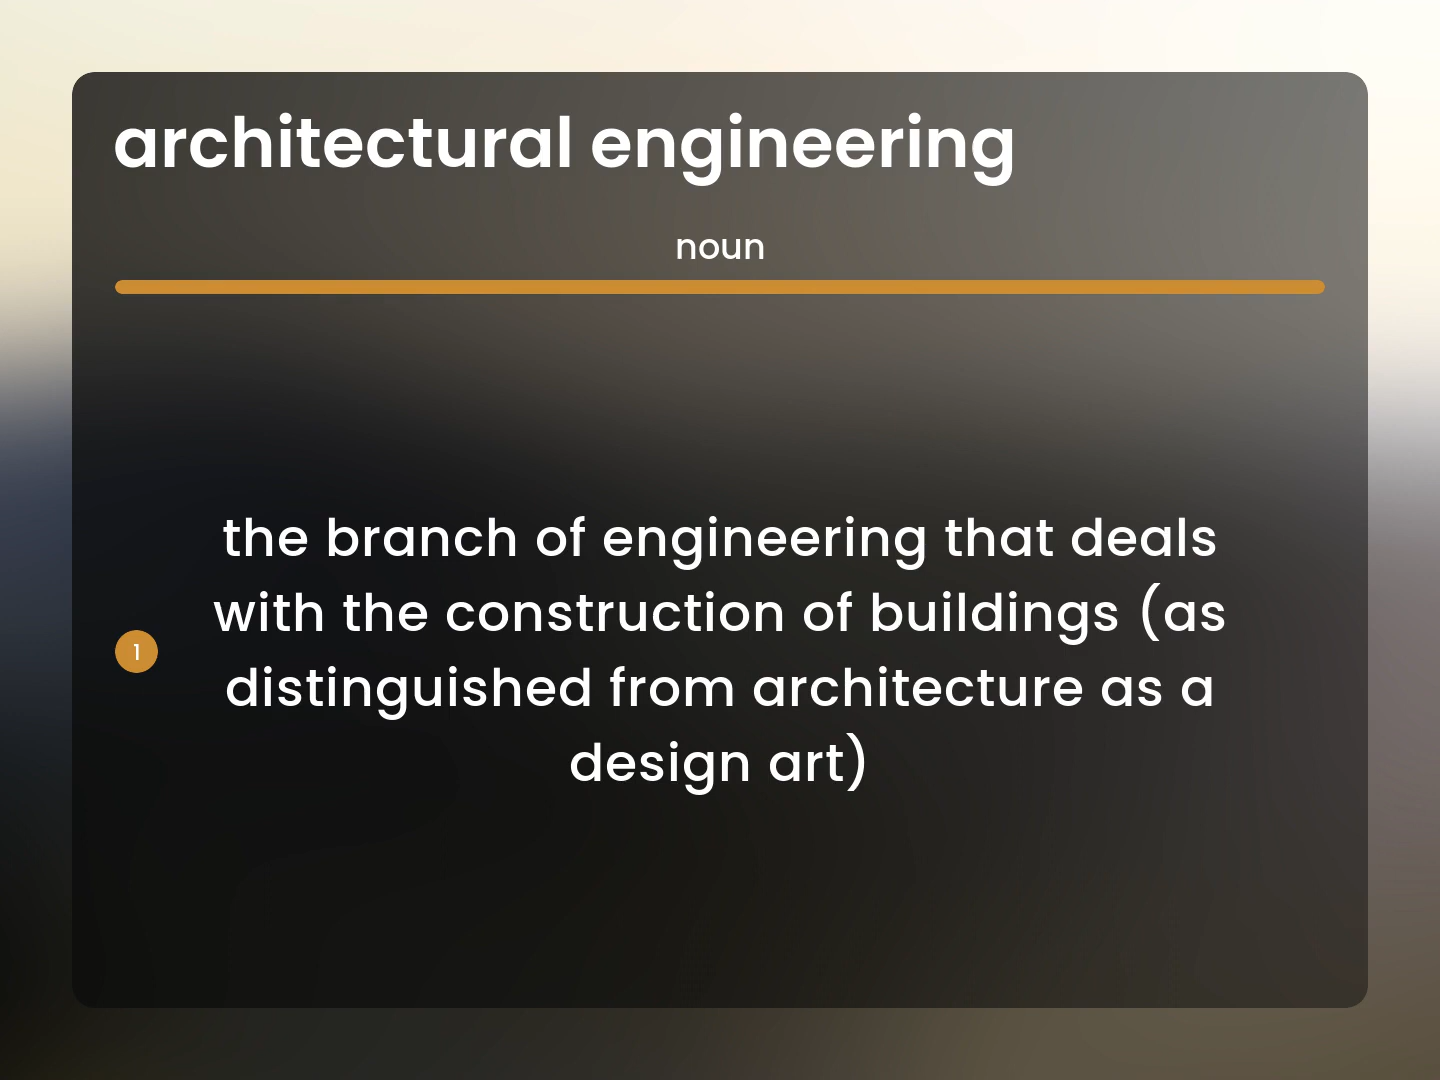 architectural engineering
noun
the branch of engineering that deals
with the construction of buildings (as
1
distinguished from architecture as a
design art)